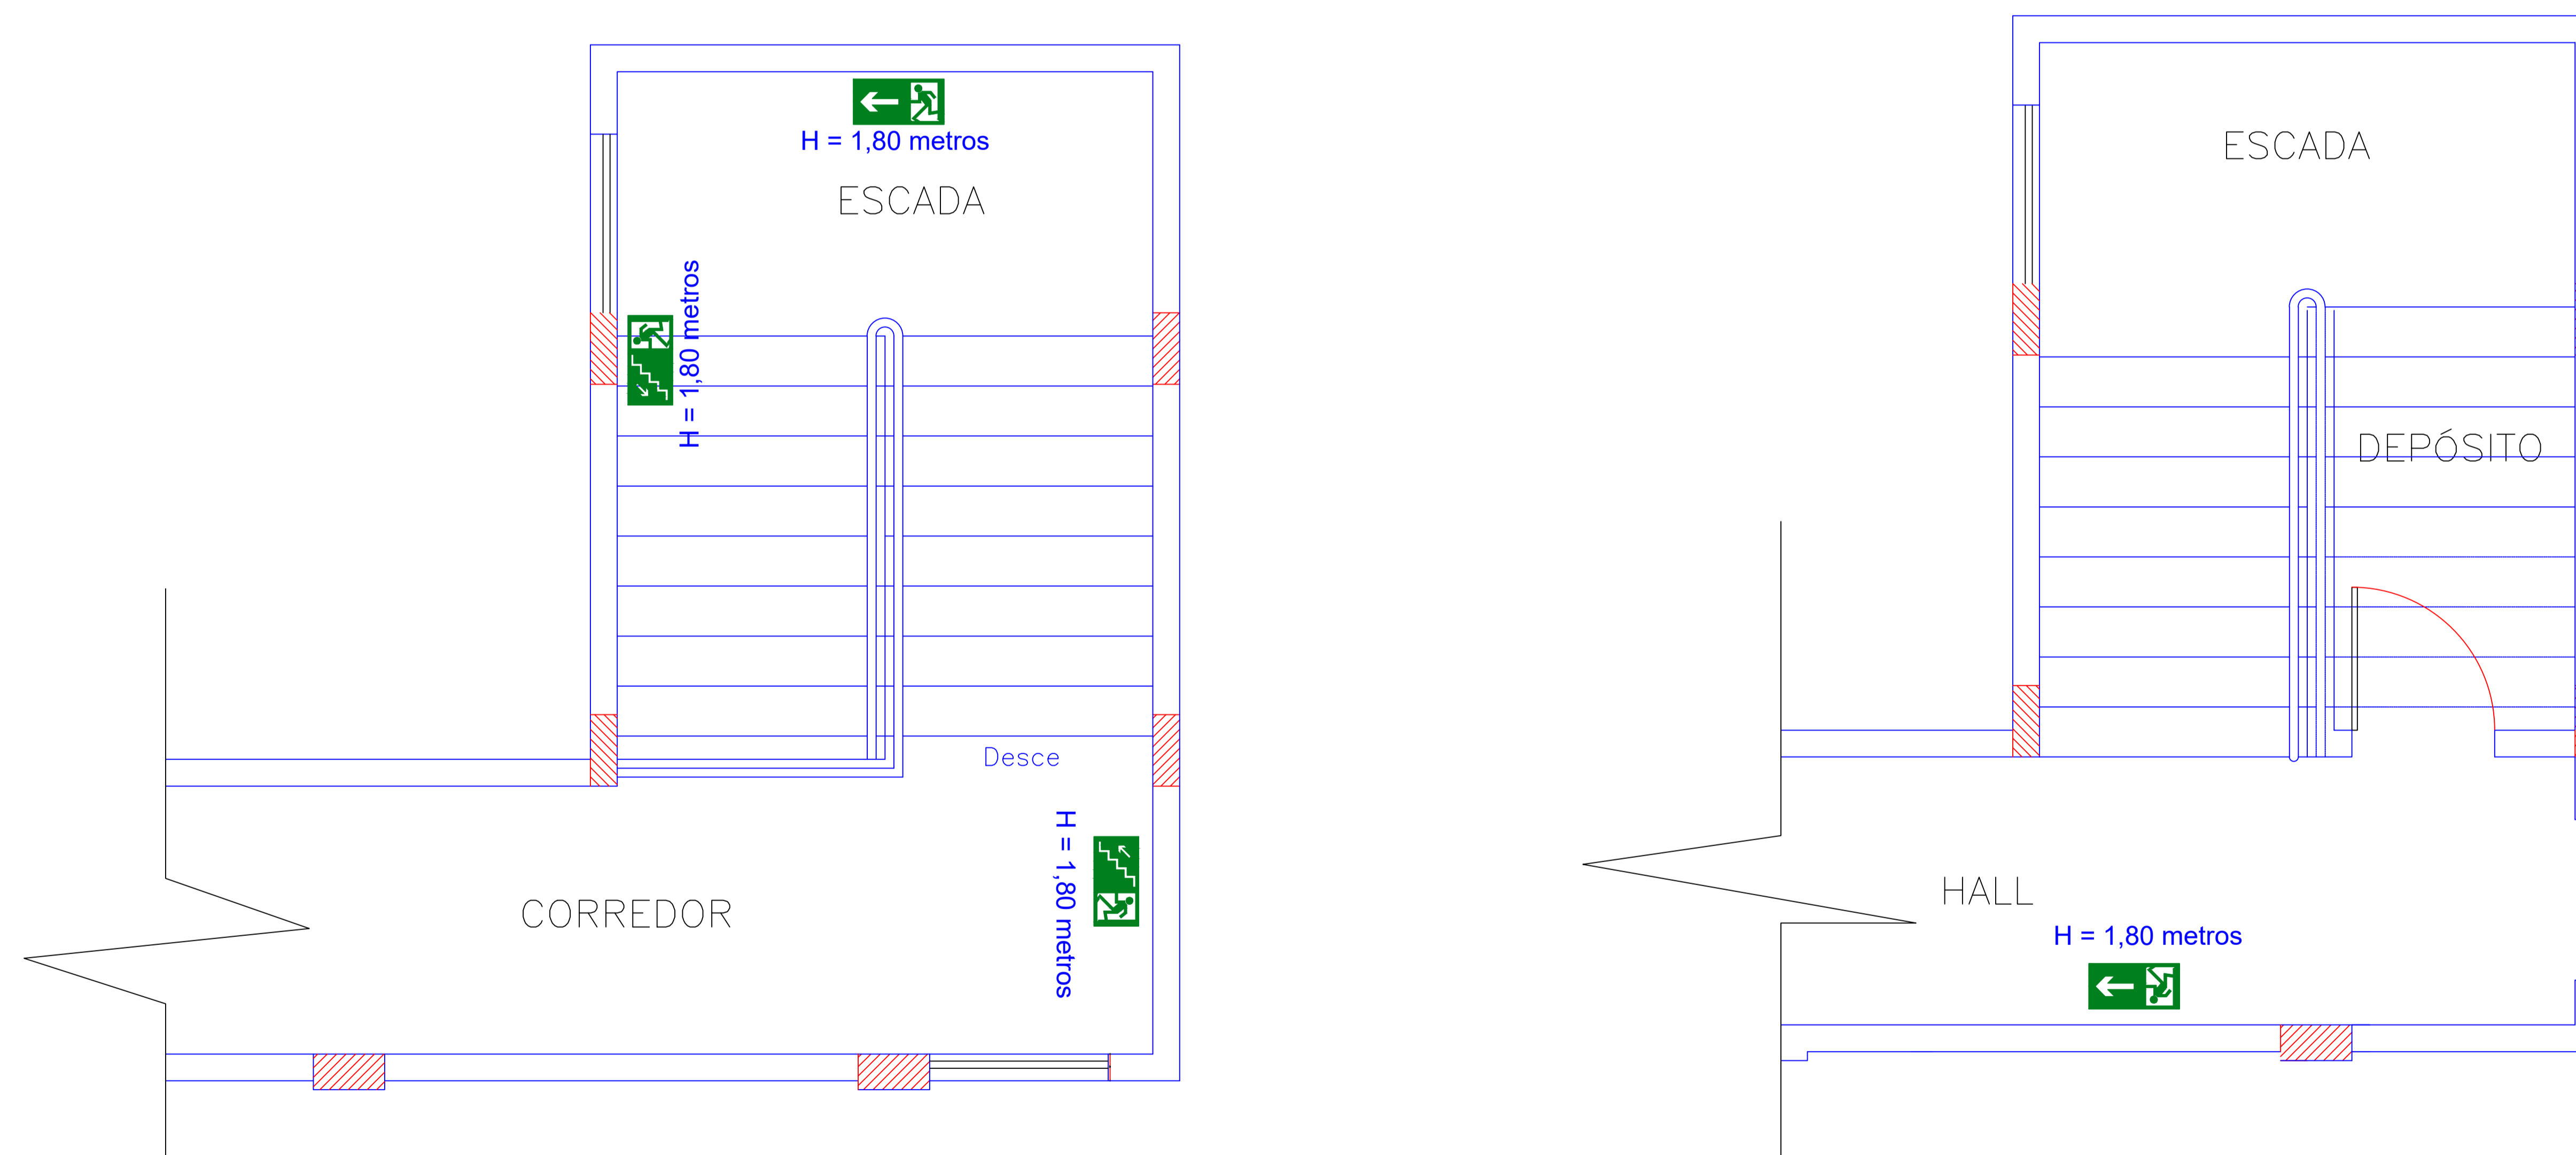 H = 1,80 metros
ESCADA
H = 1,80 metros
Desce
H = 1,80 metros
CORREDOR
ESCADA
DEPÓSITO
HALL
H = 1,80 metros